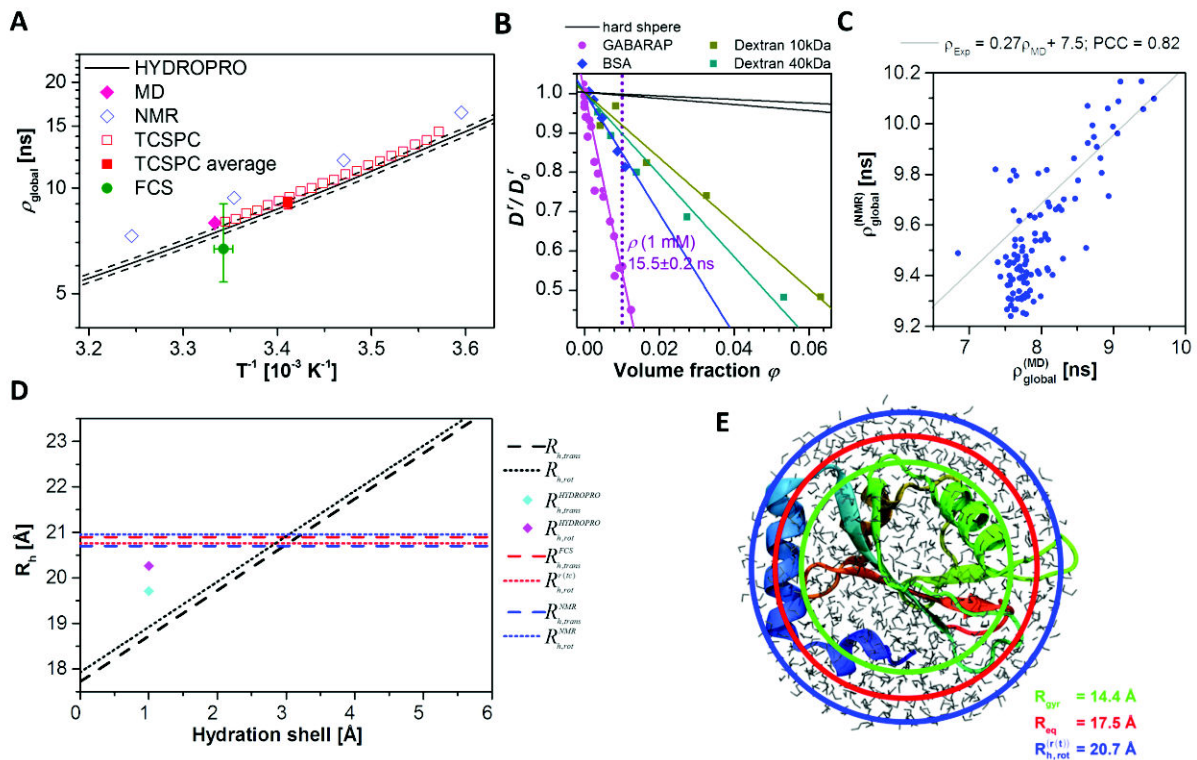 A
ρglobal [ns]
20
15
10
5
HYDROPRO
MD
NMR
TCSPC
TCSPC average
FCS
3.2 3.3 3.4 3.5 3.6
T-1 [10-3 K-1]
B
hard shpere
GABARAP
BSA
Dextran 10kDa
Dextran 40kDa
Dr/D0r
1.0
0.9
0.8
0.7
0.6
0.5
ρ (1 mM)
15.5±0.2 ns
0.00 0.02 0.04 0.06
Volume fraction φ
C
ρExp = 0.27ρMD + 7.5; PCC = 0.82
ρglobal(NMR) [ns]
10.2
10.0
9.8
9.6
9.4
9.2
7 8 9 10
ρglobal(MD) [ns]
D
Rh [Å]
23
22
21
20
19
18
0 1 2 3 4 5 6
Hydration shell [Å]
Rh,trans
Rh,rot
Rh,transHYDROPRO
Rh,rotHYDROPRO
Rh,transFCS
Rh,rotr(tc)
Rh,transNMR
Rh,rotNMR
E
Rgyr = 14.4 Å
Req = 17.5 Å
Rh,rot(r(t)) = 20.7 Å